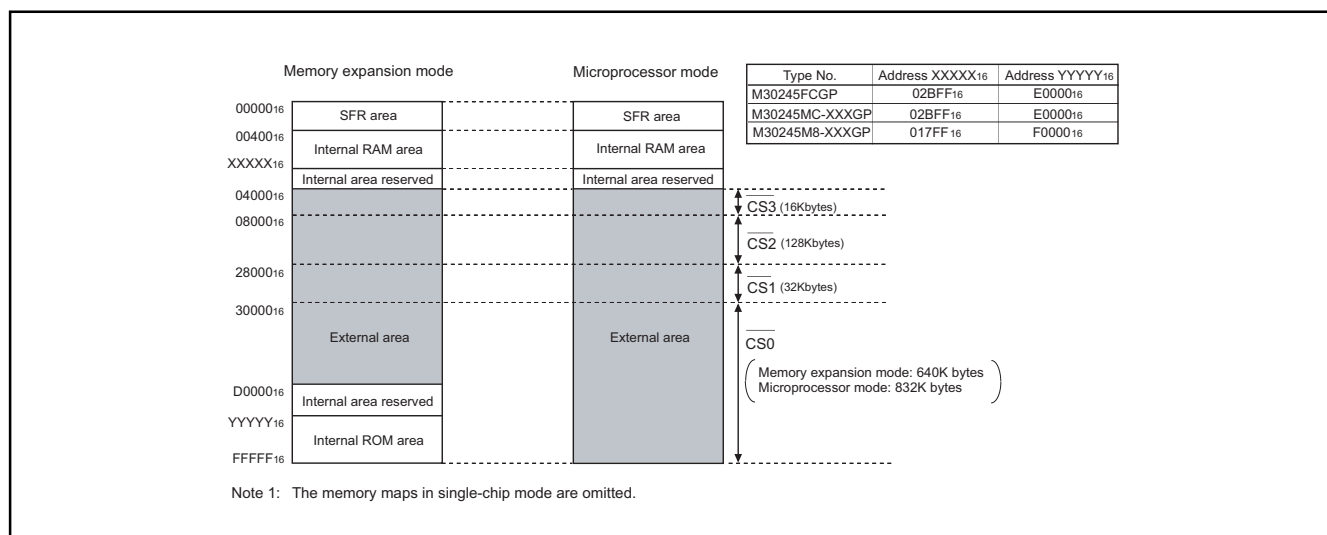 Memory expansion mode
Microprocessor mode
Type No. Address XXXXX16 Address YYYYY16
M30245FCGP 02BFF16 E000016
M30245MC-XXXGP 02BFF16 E000016
M30245M8-XXXGP 017FF16 F000016
0000016
SFR area SFR area
0040016
Internal RAM area Internal RAM area
XXXXX16
Internal area reserved Internal area reserved
0400016
CS3 (16Kbytes)
0800016
CS2 (128Kbytes)
2800016
CS1 (32Kbytes)
3000016
External area External area
CS0
Memory expansion mode: 640K bytes
Microprocessor mode: 832K bytes
D000016
Internal area reserved
YYYYY16
Internal ROM area
FFFFF16
Note 1: The memory maps in single-chip mode are omitted.